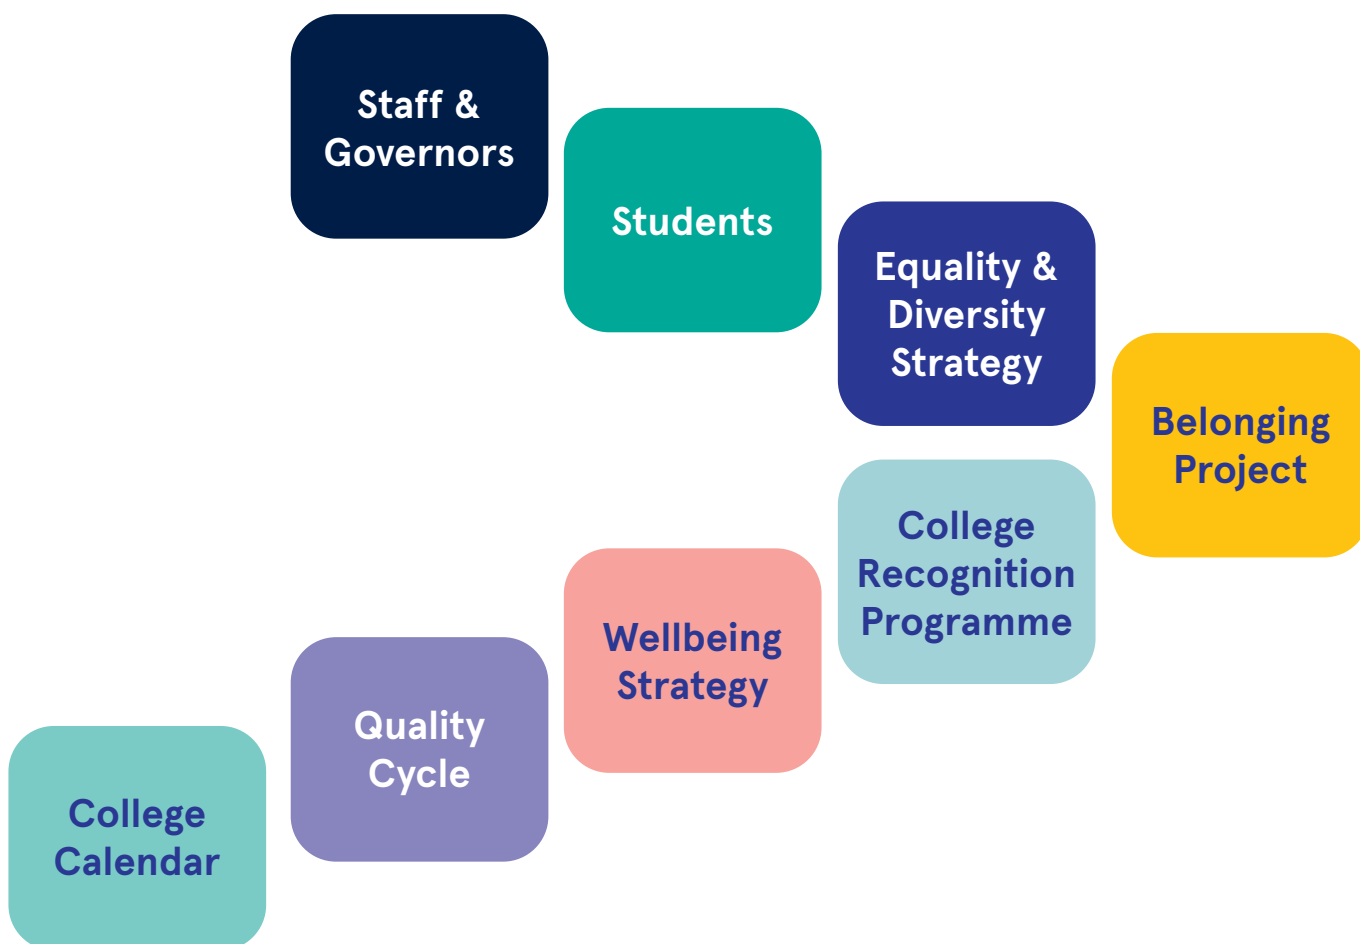 Staff &
Governors
Students
Equality &
Diversity
Strategy
Belonging
Project
College
Recognition
Programme
Wellbeing
Strategy
Quality
Cycle
College
Calendar